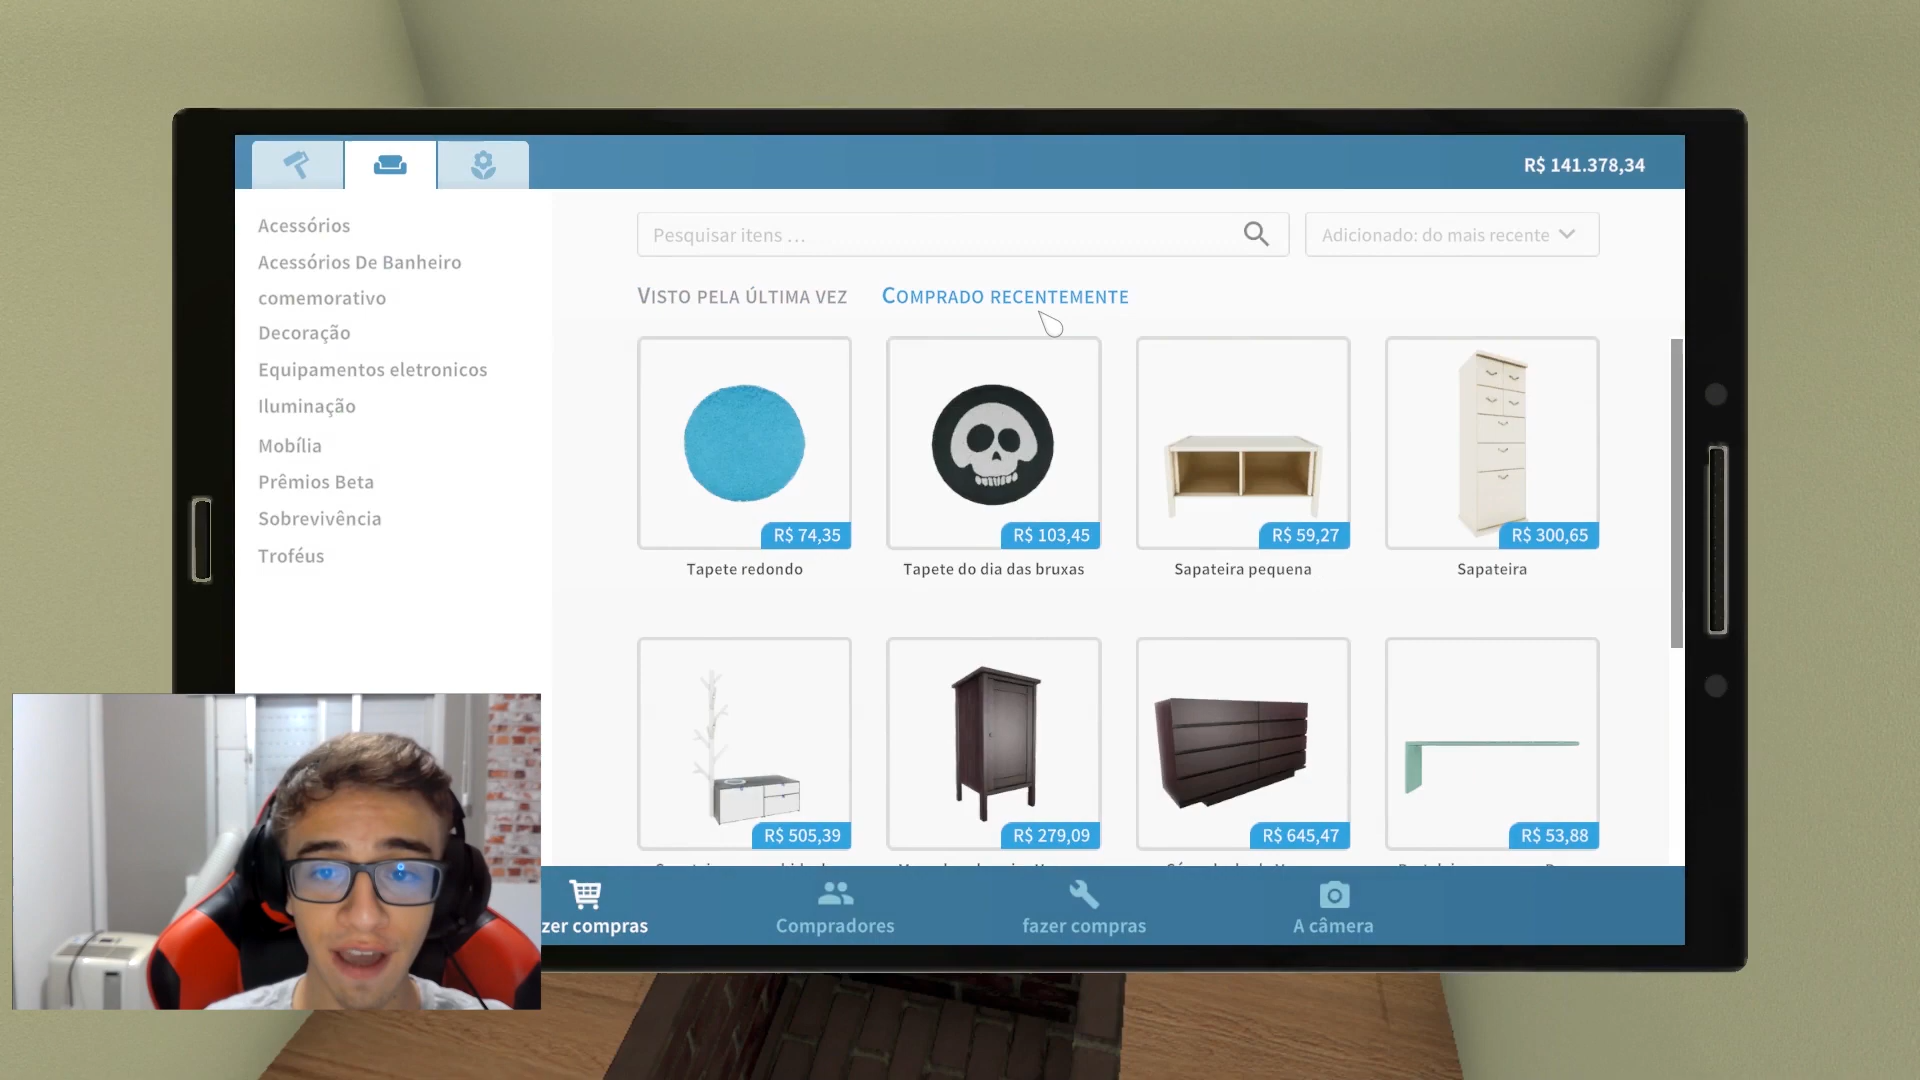 R$ 141.378,34
Acessórios
Acessórios De Banheiro
comemorativo
Decoração
Equipamentos eletronicos
Iluminação
Mobília
Prêmios Beta
Sobrevivência
Troféus
Pesquisar itens ...
Adicionado: do mais recente
VISTO PELA ÚLTIMA VEZ
COMPRADO RECENTEMENTE
R$ 74,35
R$ 103,45
R$ 59,27
R$ 300,65
Tapete redondo
Tapete do dia das bruxas
Sapateira pequena
Sapateira
R$ 505,39
R$ 279,09
R$ 645,47
R$ 53,88
zer compras
Compradores
fazer compras
A câmera